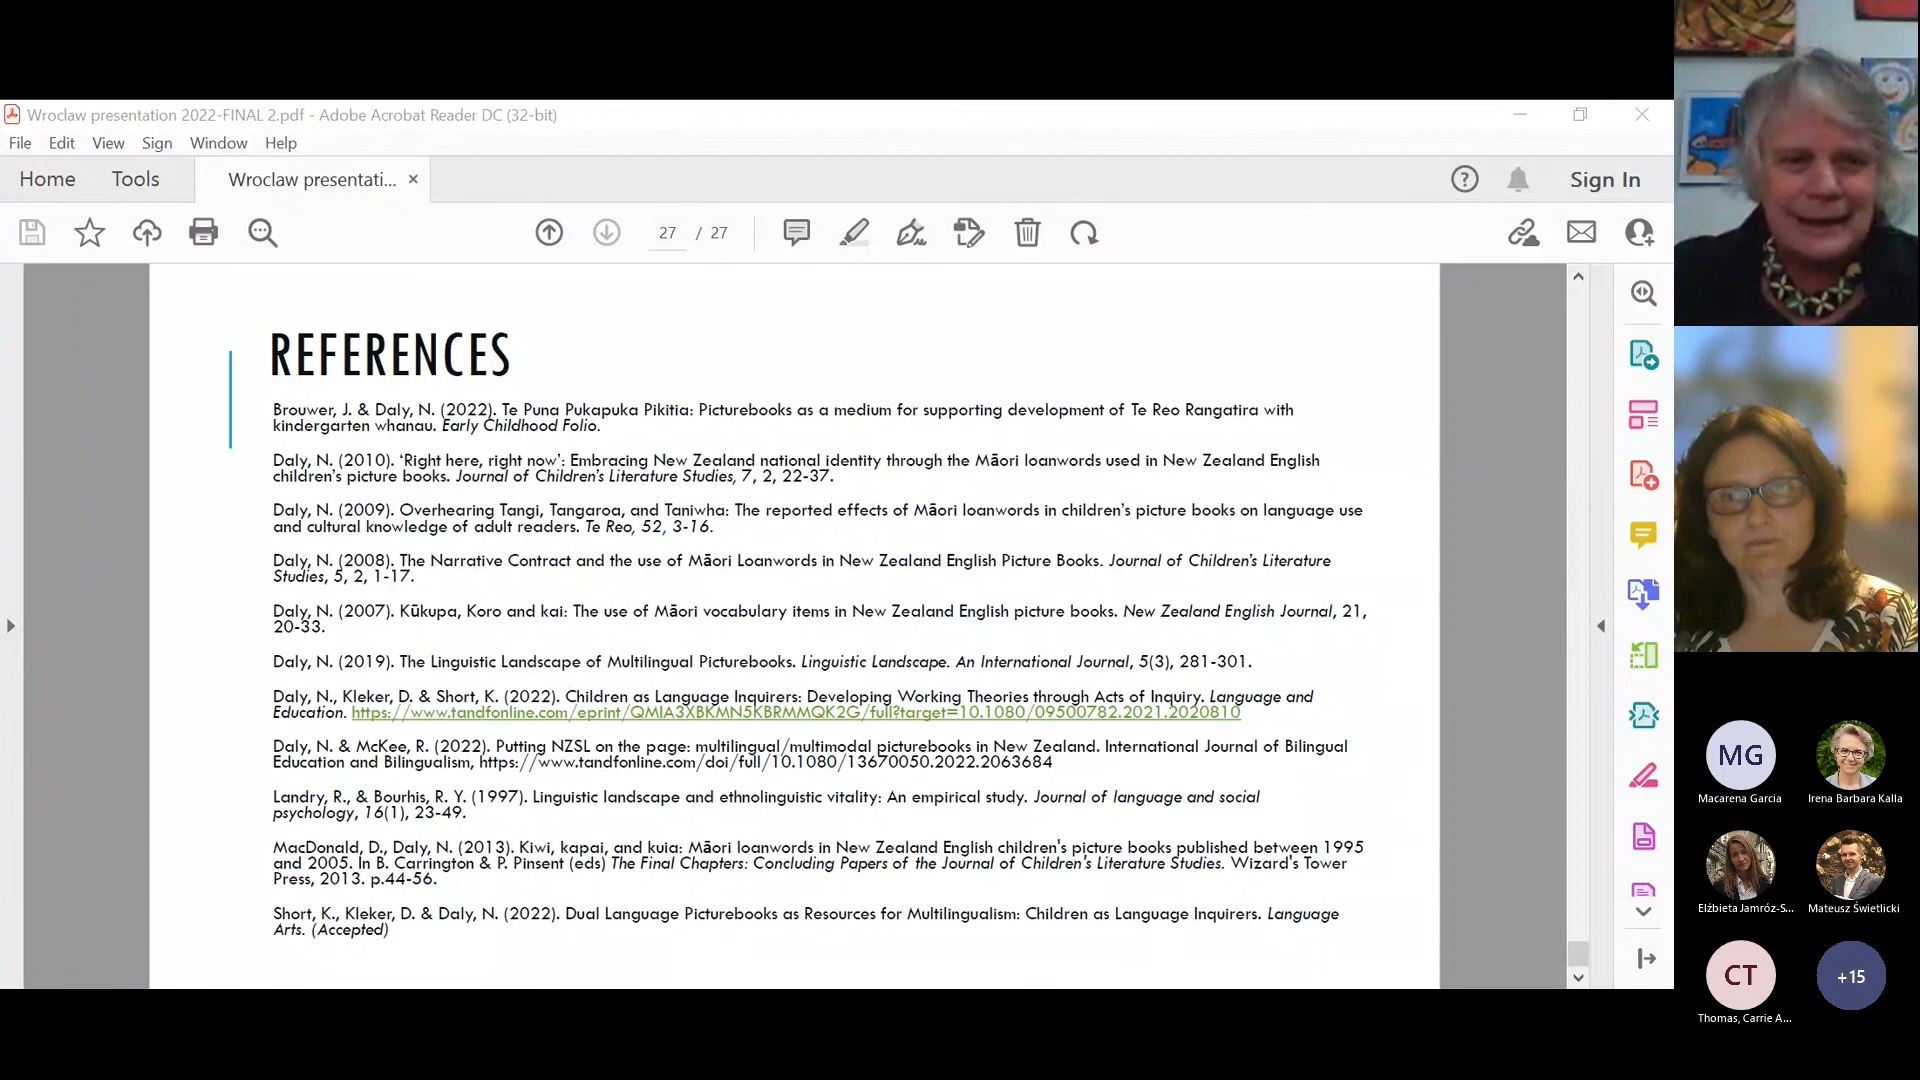 Wroclaw presentation 2022-FINAL 2.pdf - Adobe Acrobat Reader DC (32-bit)
File Edit View Sign Window Help
Home Tools Wroclaw presentati... × Sign In
27 / 27
REFERENCES
Brouwer, J. & Daly, N. (2022). Te Puna Pukapuka Pikitia: Picturebooks as a medium for supporting development of Te Reo Rangatira with
kindergarten whanau. Early Childhood Folio.
Daly, N. (2010). ‘Right here, right now’: Embracing New Zealand national identity through the Māori loanwords used in New Zealand English
children’s picture books. Journal of Children’s Literature Studies, 7, 2, 22-37.
Daly, N. (2009). Overhearing Tangi, Tangaroa, and Taniwha: The reported effects of Māori loanwords in children’s picture books on language use
and cultural knowledge of adult readers. Te Reo, 52, 3-16.
Daly, N. (2008). The Narrative Contract and the use of Māori Loanwords in New Zealand English Picture Books. Journal of Children’s Literature
Studies, 5, 2, 1-17.
Daly, N. (2007). Kūkupa, Koro and kai: The use of Māori vocabulary items in New Zealand English picture books. New Zealand English Journal, 21,
20-33.
Daly, N. (2019). The Linguistic Landscape of Multilingual Picturebooks. Linguistic Landscape. An International Journal, 5(3), 281-301.
Daly, N., Kleker, D. & Short, K. (2022). Children as Language Inquirers: Developing Working Theories through Acts of Inquiry. Language and
Education. https://www.tandfonline.com/eprint/QMIA3XBKMN5KBRMMQK2G/full?target=10.1080/09500782.2021.2020810
Daly, N. & McKee, R. (2022). Putting NZSL on the page: multilingual/multimodal picturebooks in New Zealand. International Journal of Bilingual
Education and Bilingualism, https://www.tandfonline.com/doi/full/10.1080/13670050.2022.2063684
Landry, R., & Bourhis, R. Y. (1997). Linguistic landscape and ethnolinguistic vitality: An empirical study. Journal of language and social
psychology, 16(1), 23-49.
MacDonald, D., Daly, N. (2013). Kiwi, kapai, and kuia: Māori loanwords in New Zealand English children's picture books published between 1995
and 2005. In B. Carrington & P. Pinsent (eds) The Final Chapters: Concluding Papers of the Journal of Children's Literature Studies. Wizard's Tower
Press, 2013. p.44-56.
Short, K., Kleker, D. & Daly, N. (2022). Dual Language Picturebooks as Resources for Multilingualism: Children as Language Inquirers. Language
Arts. (Accepted)
MG
Macarena Garcia Irena Barbara Kalla
Elżbieta Jamróz-S... Mateusz Świetlicki
CT +15
Thomas, Carrie A...